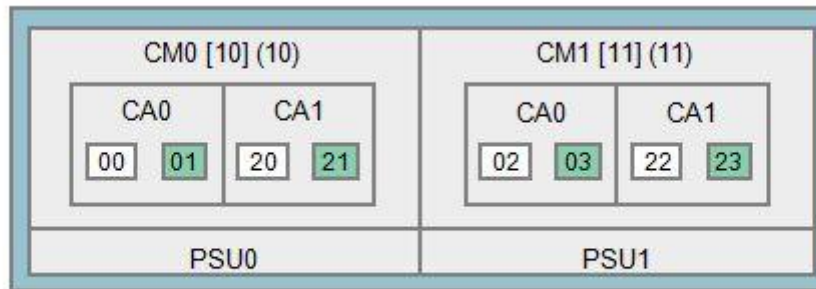 CM0 [10] (10) CM1 [11] (11)
CA0 CA1 CA0 CA1
00 01 20 21 02 03 22 23
PSU0 PSU1